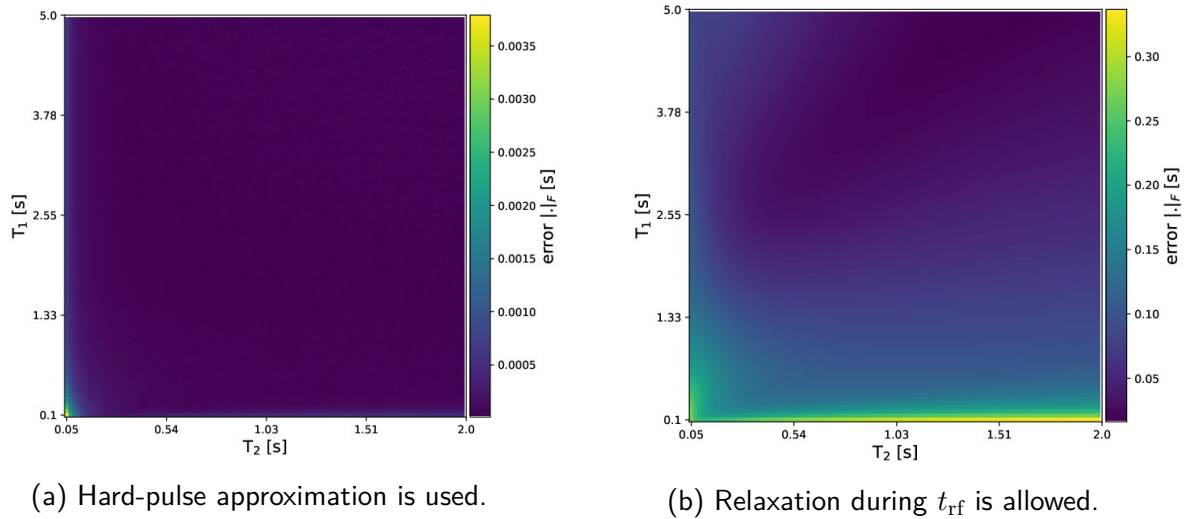 5.0
3.78
2.55
1.33
0.1
T₁ [s]
0.05 0.54 1.03 1.51 2.0
T₂ [s]
0.0035
0.0030
0.0025
0.0020
0.0015
0.0010
0.0005
error |.|F [s]
(a) Hard-pulse approximation is used.
5.0
3.78
2.55
1.33
0.1
T₁ [s]
0.05 0.54 1.03 1.51 2.0
T₂ [s]
0.30
0.25
0.20
0.15
0.10
0.05
error |.|F [s]
(b) Relaxation during trf is allowed.